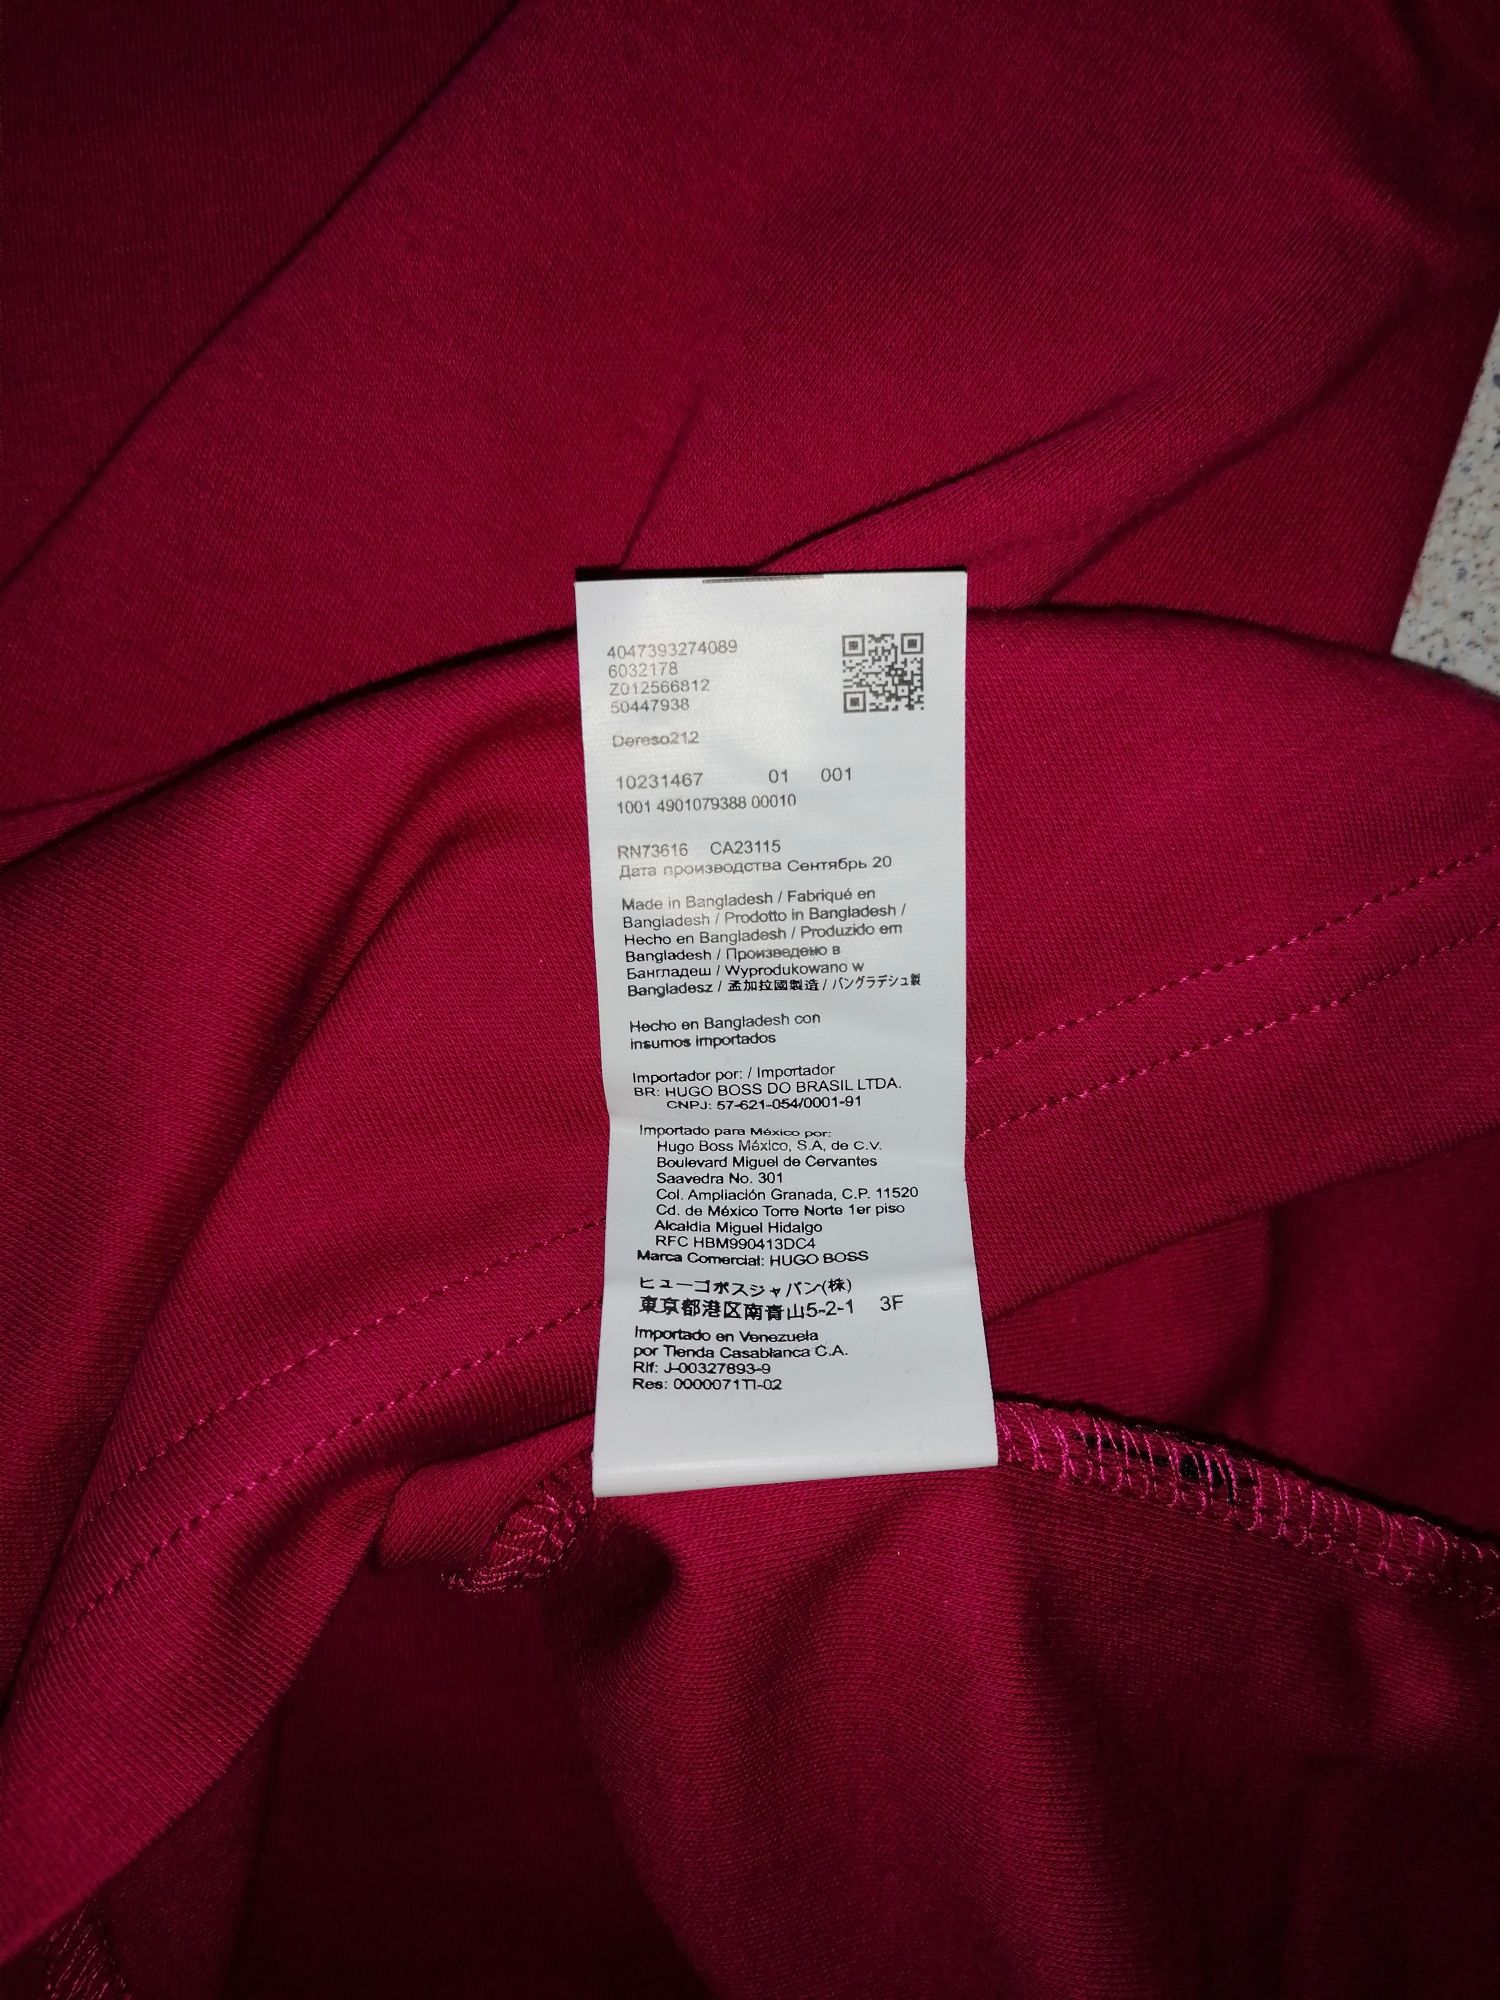 4047393274089
6032178
Z012566812
50447938
Dereso212
10231467 01 001
1001 4901079388 00010
RN73616 CA23115
Дата производства Сентябрь 20
Made in Bangladesh / Fabriqué en
Bangladesh / Prodotto in Bangladesh /
Hecho en Bangladesh / Produzido em
Bangladesh / Произведено в
Бангладеш / Wyprodukowano w
Bangladesz / 孟加拉國製造 / バングラデシュ製
Hecho en Bangladesh con
insumos importados
Importador por: / Importador
BR: HUGO BOSS DO BRASIL LTDA.
CNPJ: 57-621-054/0001-91
Importado para México por:
Hugo Boss México, S.A, de C.V.
Boulevard Miguel de Cervantes
Saavedra No. 301
Col. Ampliación Granada, C.P. 11520
Cd. de México Torre Norte 1er piso
Alcaldia Miguel Hidalgo
RFC HBM990413DC4
Marca Comercial: HUGO BOSS
ヒューゴボスジャパン(株)
東京都港区南青山5-2-1 3F
Importado en Venezuela
por Tienda Casablanca C.A.
Rif: J-00327893-9
Res: 0000071TI-02